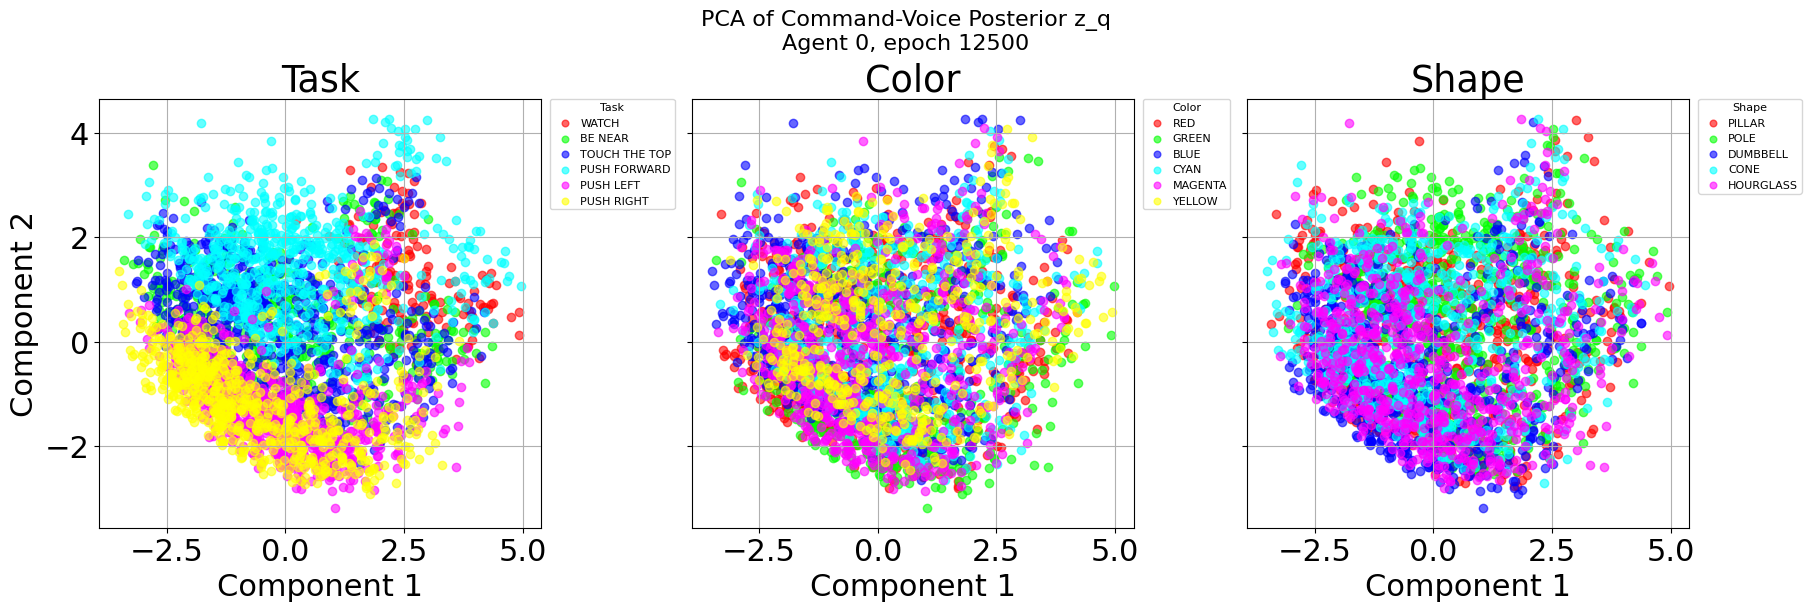 PCA of Command-Voice Posterior z_q
Agent 0, epoch 12500
Task
Component 2
4
2
0
−2
−2.5 0.0 2.5 5.0
Component 1
Task
WATCH
BE NEAR
TOUCH THE TOP
PUSH FORWARD
PUSH LEFT
PUSH RIGHT
Color
−2.5 0.0 2.5 5.0
Component 1
Color
RED
GREEN
BLUE
CYAN
MAGENTA
YELLOW
Shape
−2.5 0.0 2.5 5.0
Component 1
Shape
PILLAR
POLE
DUMBBELL
CONE
HOURGLASS